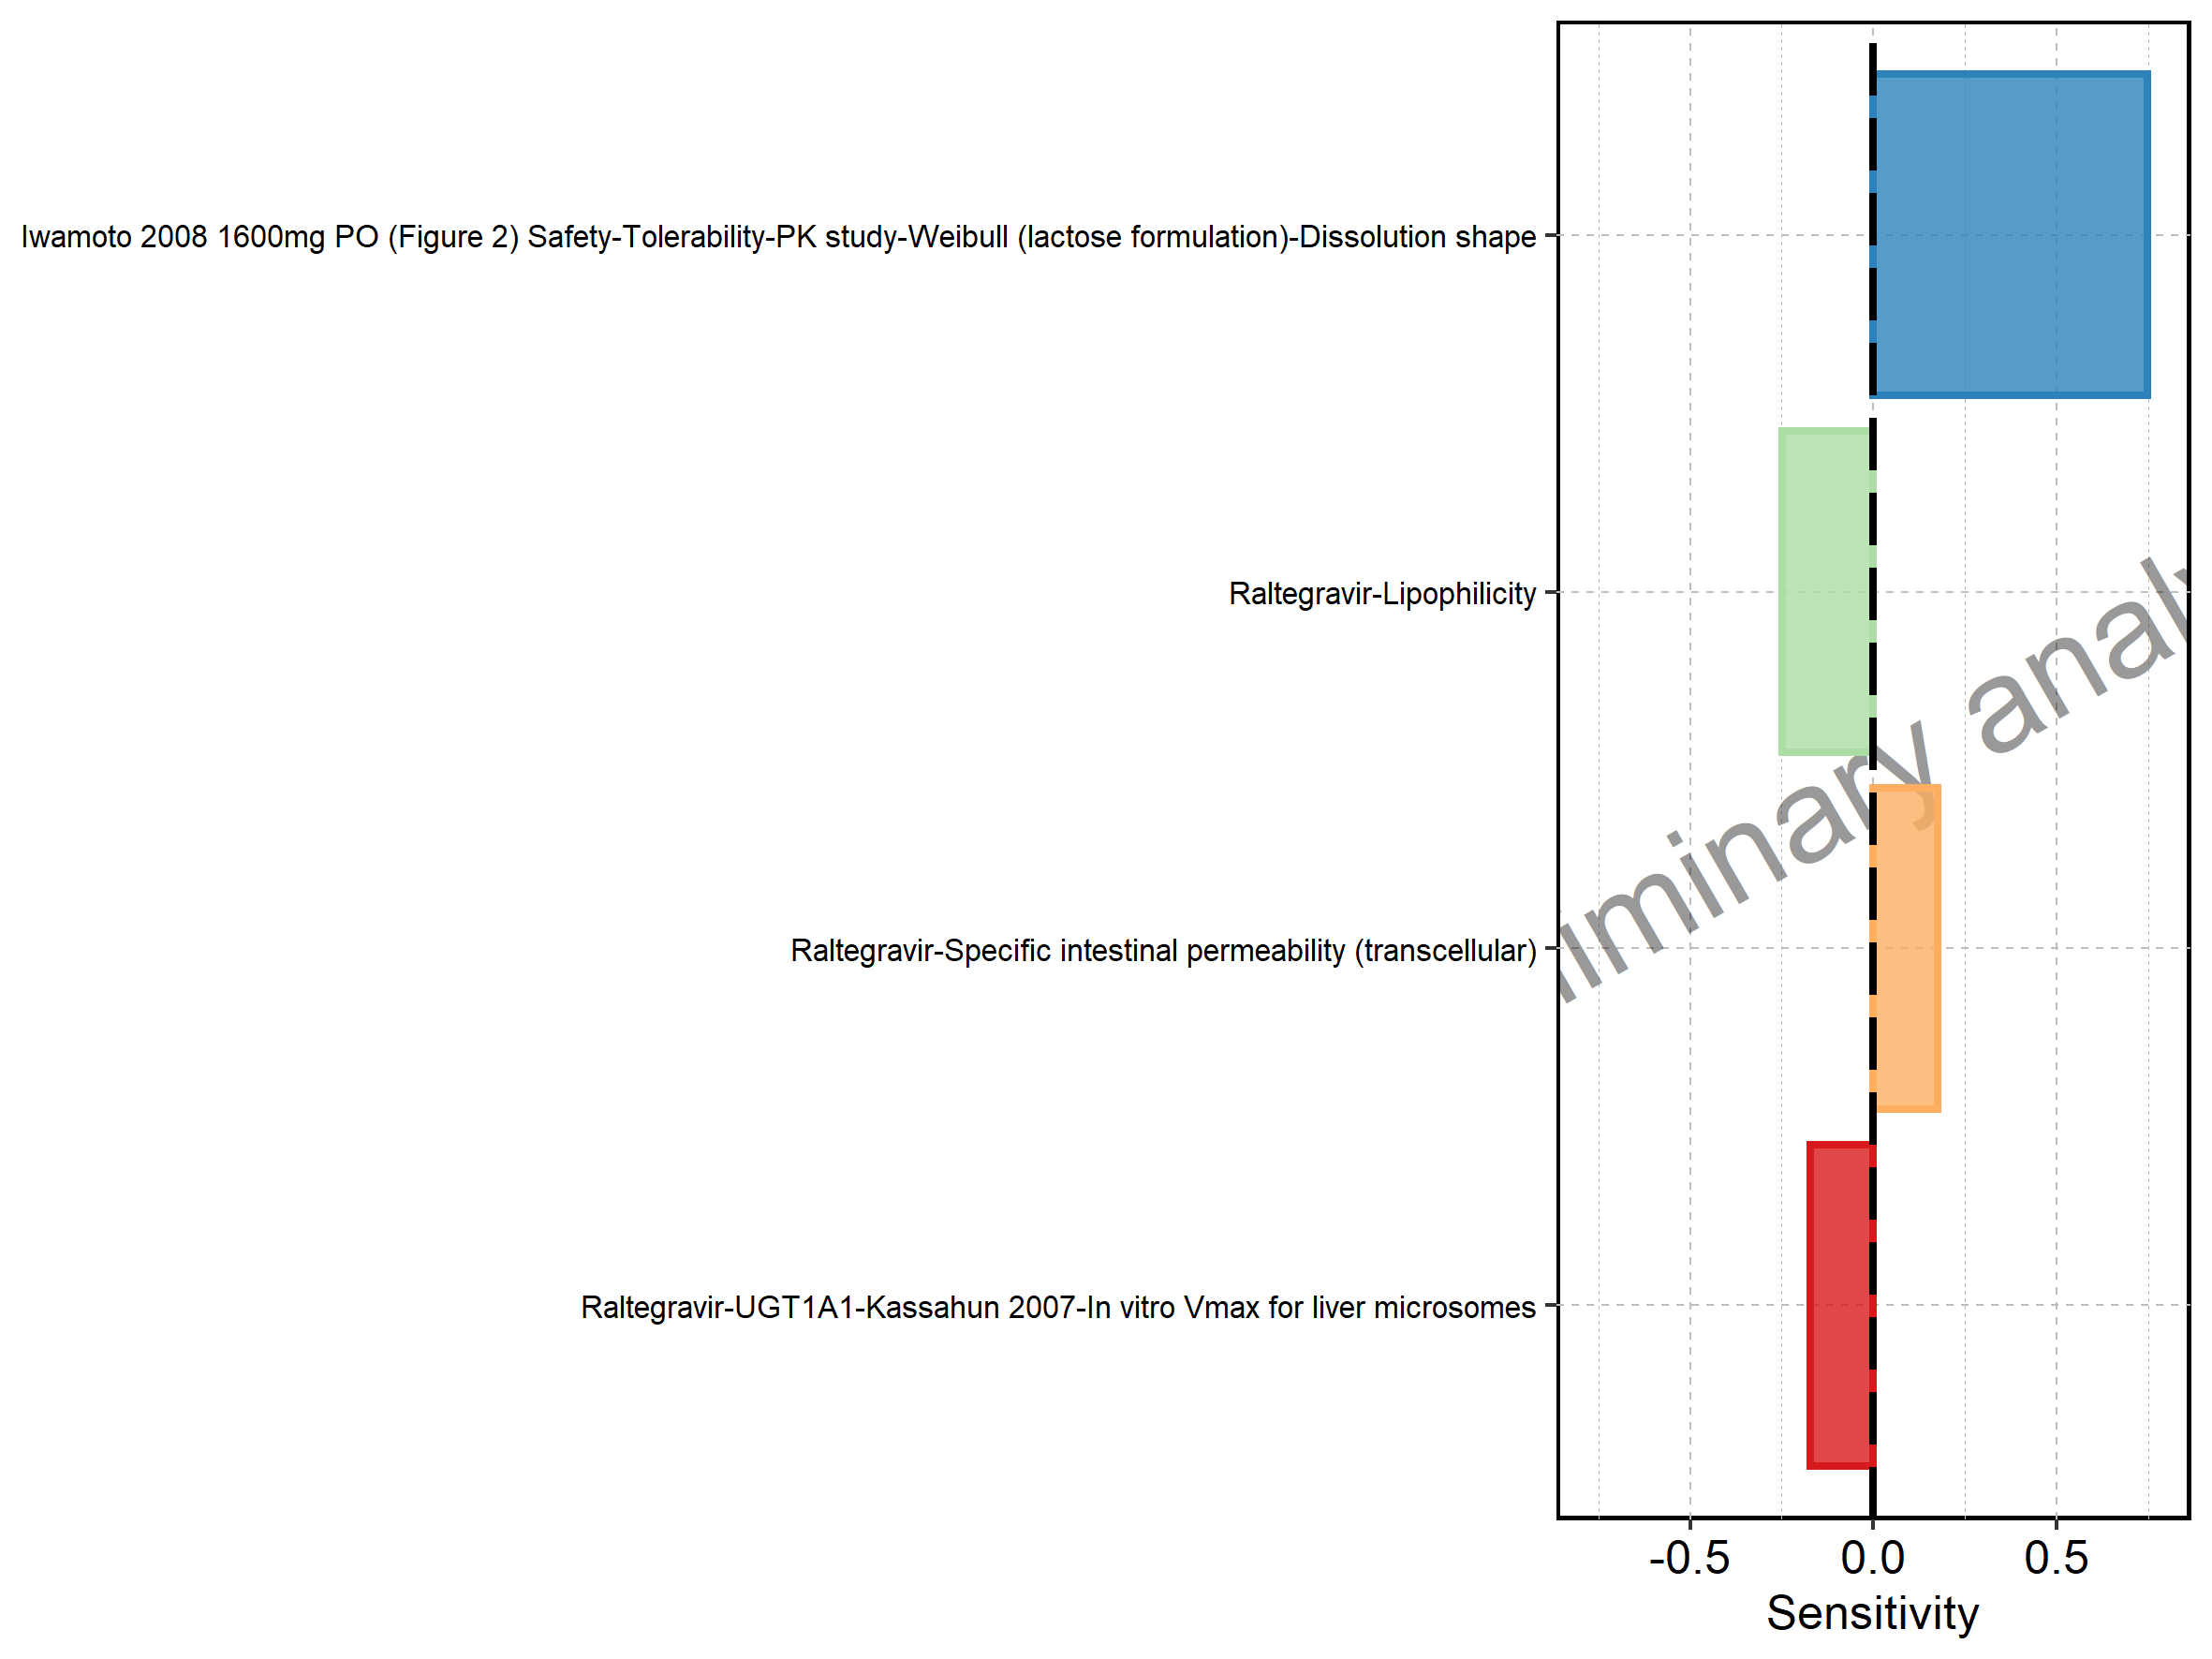 Iwamoto 2008 1600mg PO (Figure 2) Safety-Tolerability-PK study-Weibull (lactose formulation)-Dissolution shape
Raltegravir-Lipophilicity
Raltegravir-Specific intestinal permeability (transcellular)
Raltegravir-UGT1A1-Kassahun 2007-In vitro Vmax for liver microsomes
-0.5 0.0 0.5
Sensitivity